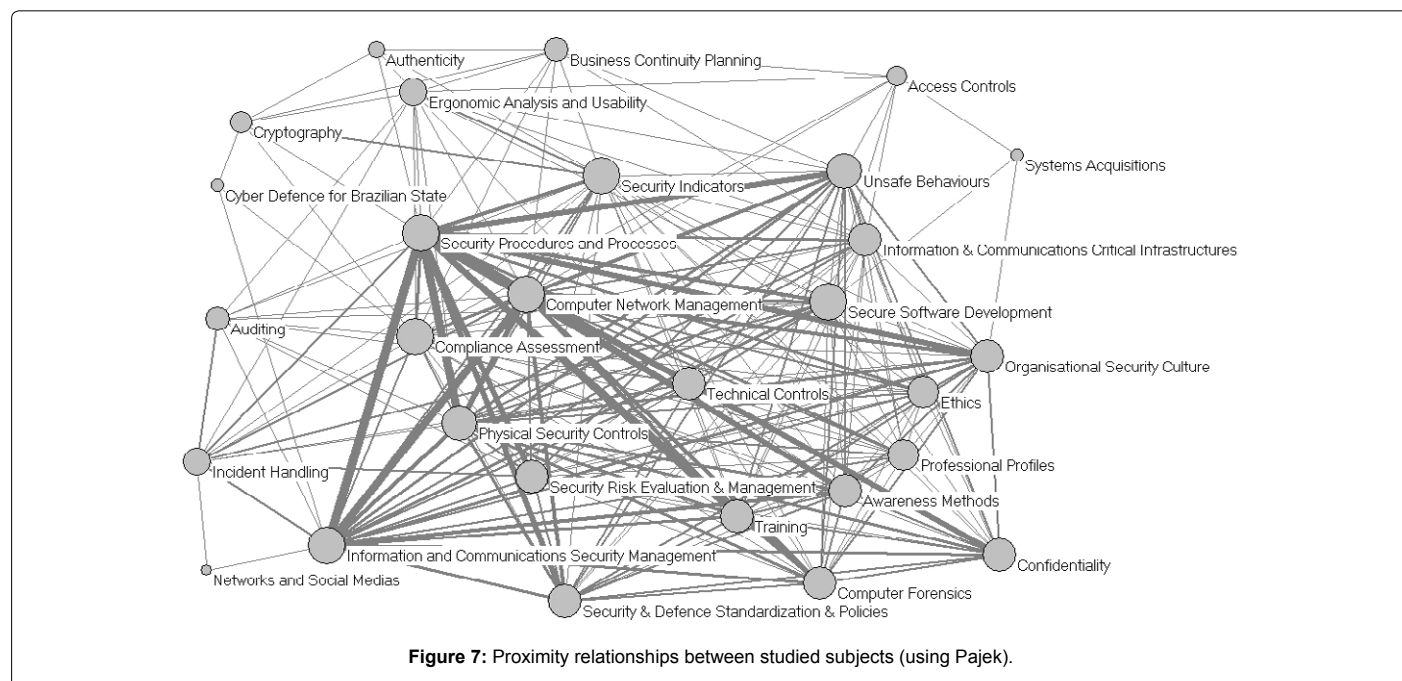 Authenticity
Business Continuity Planning
Access Controls
Ergonomic Analysis and Usability
Cryptography
Systems Acquisitions
Security Indicators
Unsafe Behaviours
Cyber Defence for Brazilian State
Security Procedures and Processes
Information & Communications Critical Infrastructures
Computer Network Management
Secure Software Development
Auditing
Compliance Assessment
Organisational Security Culture
Technical Controls
Ethics
Physical Security Controls
Professional Profiles
Incident Handling
Security Risk Evaluation & Management
Awareness Methods
Training
Information and Communications Security Management
Confidentiality
Networks and Social Medias
Computer Forensics
Security & Defence Standardization & Policies
Figure 7: Proximity relationships between studied subjects (using Pajek).